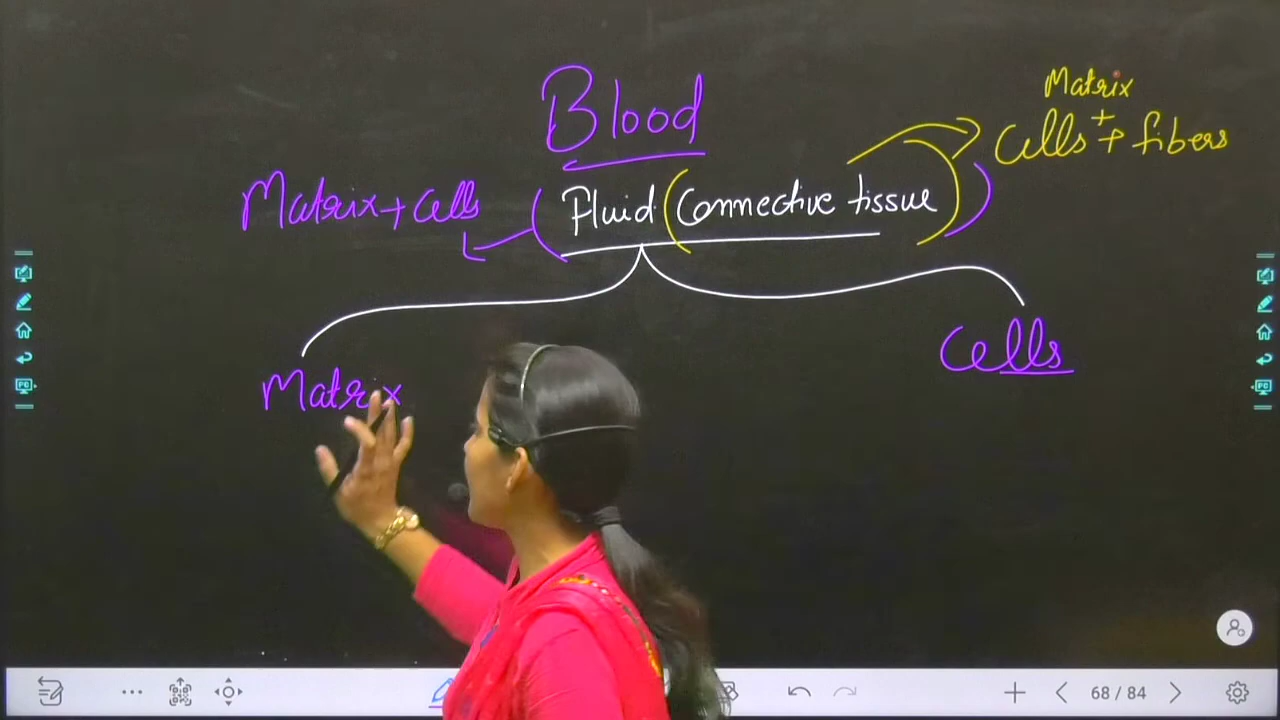 Blood
Matrix
Cells + fibers
+
Matrix + Cells
(Fluid (Connective tissue))
Matrix
Cells
68 / 84